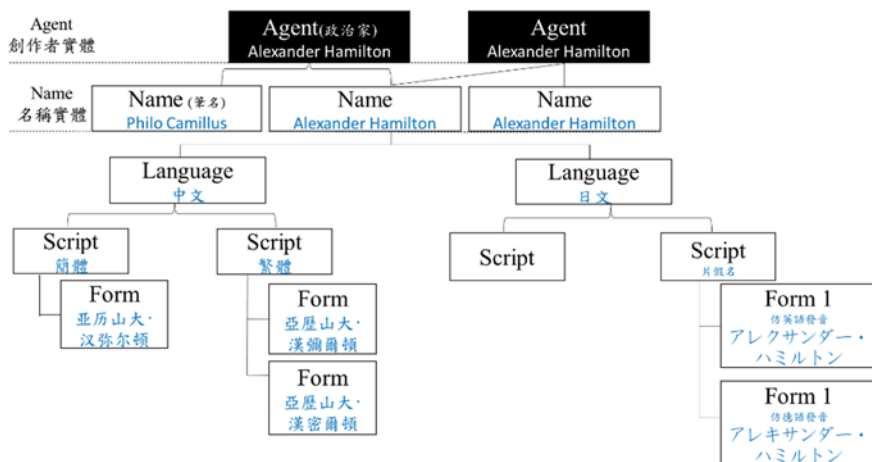 Agent
創作者實體
Agent(政治家)
Alexander Hamilton
Agent
Alexander Hamilton
Name
名稱實體
Name (筆名)
Philo Camillus
Name
Alexander Hamilton
Name
Alexander Hamilton
Language
中文
Language
日文
Script
簡體
Script
繁體
Script
Script
片假名
Form
亚历山大·
汉弥尔顿
Form
亞歷山大·
漢彌爾頓
Form
亞歷山大·
漢密爾頓
Form 1
仿英語發音
アレクサンダー・
ハミルトン
Form 1
仿德語發音
アレキサンダー・
ハミルトン